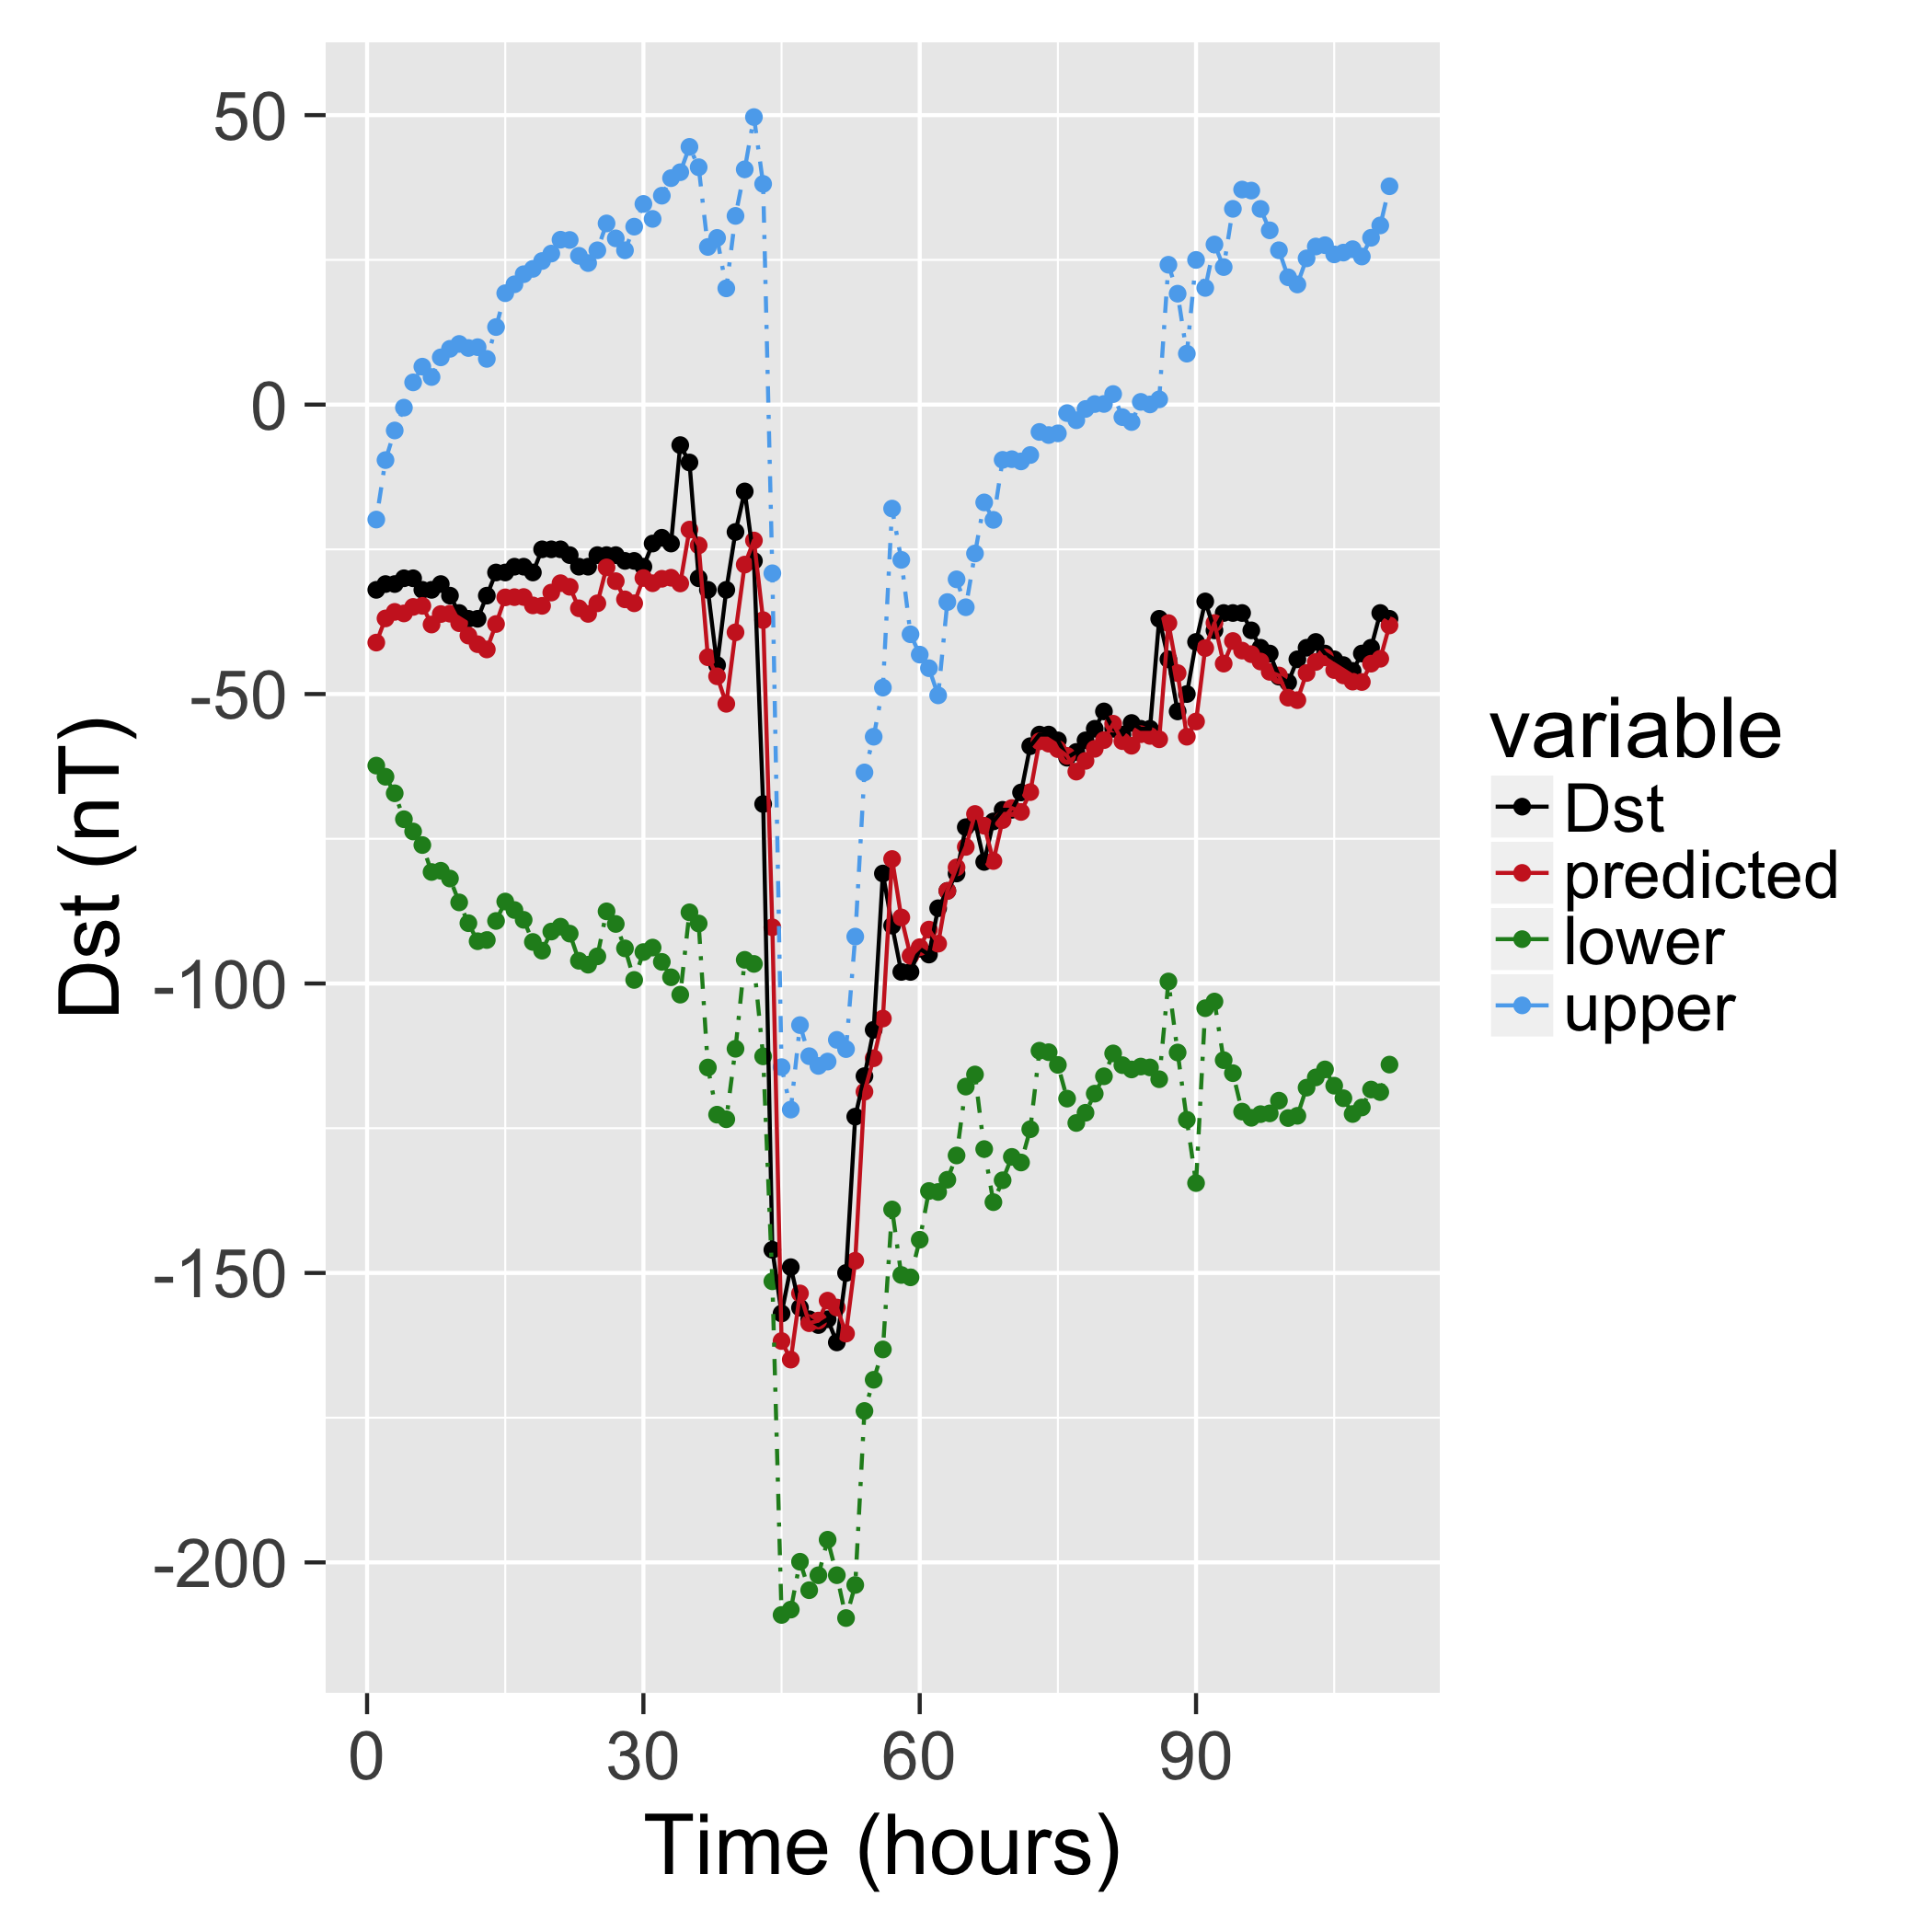 50
0
-50
-100
-150
-200
Dst (nT)
0 30 60 90
Time (hours)
variable
Dst
predicted
lower
upper